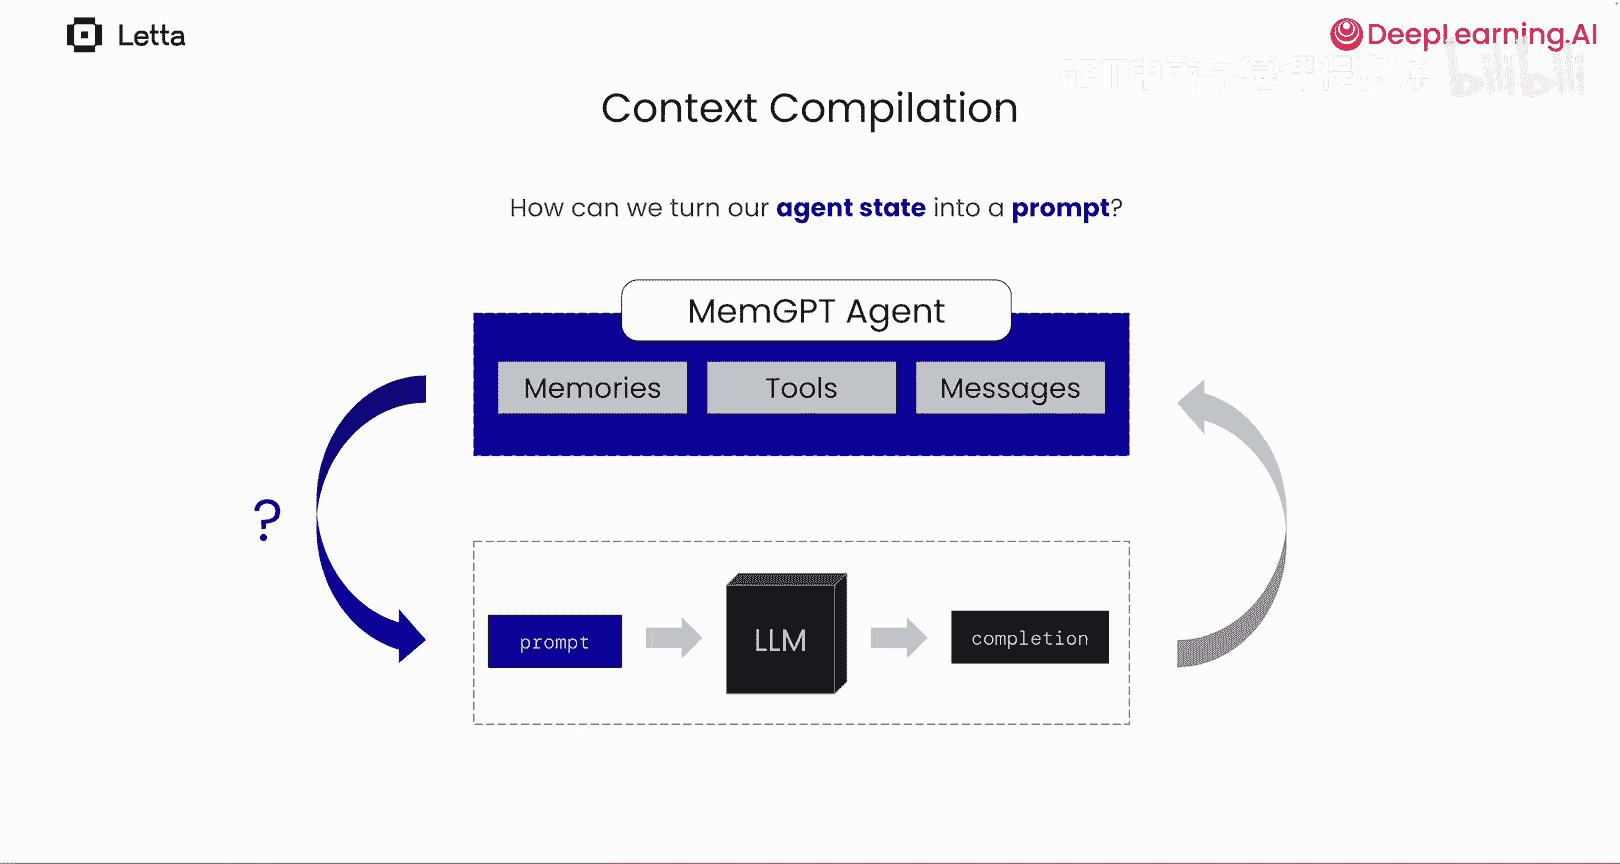 Letta
DeepLearning.AI
bilibili
Context Compilation
How can we turn our agent state into a prompt?
MemGPT Agent
Memories
Tools
Messages
?
prompt
LLM
completion